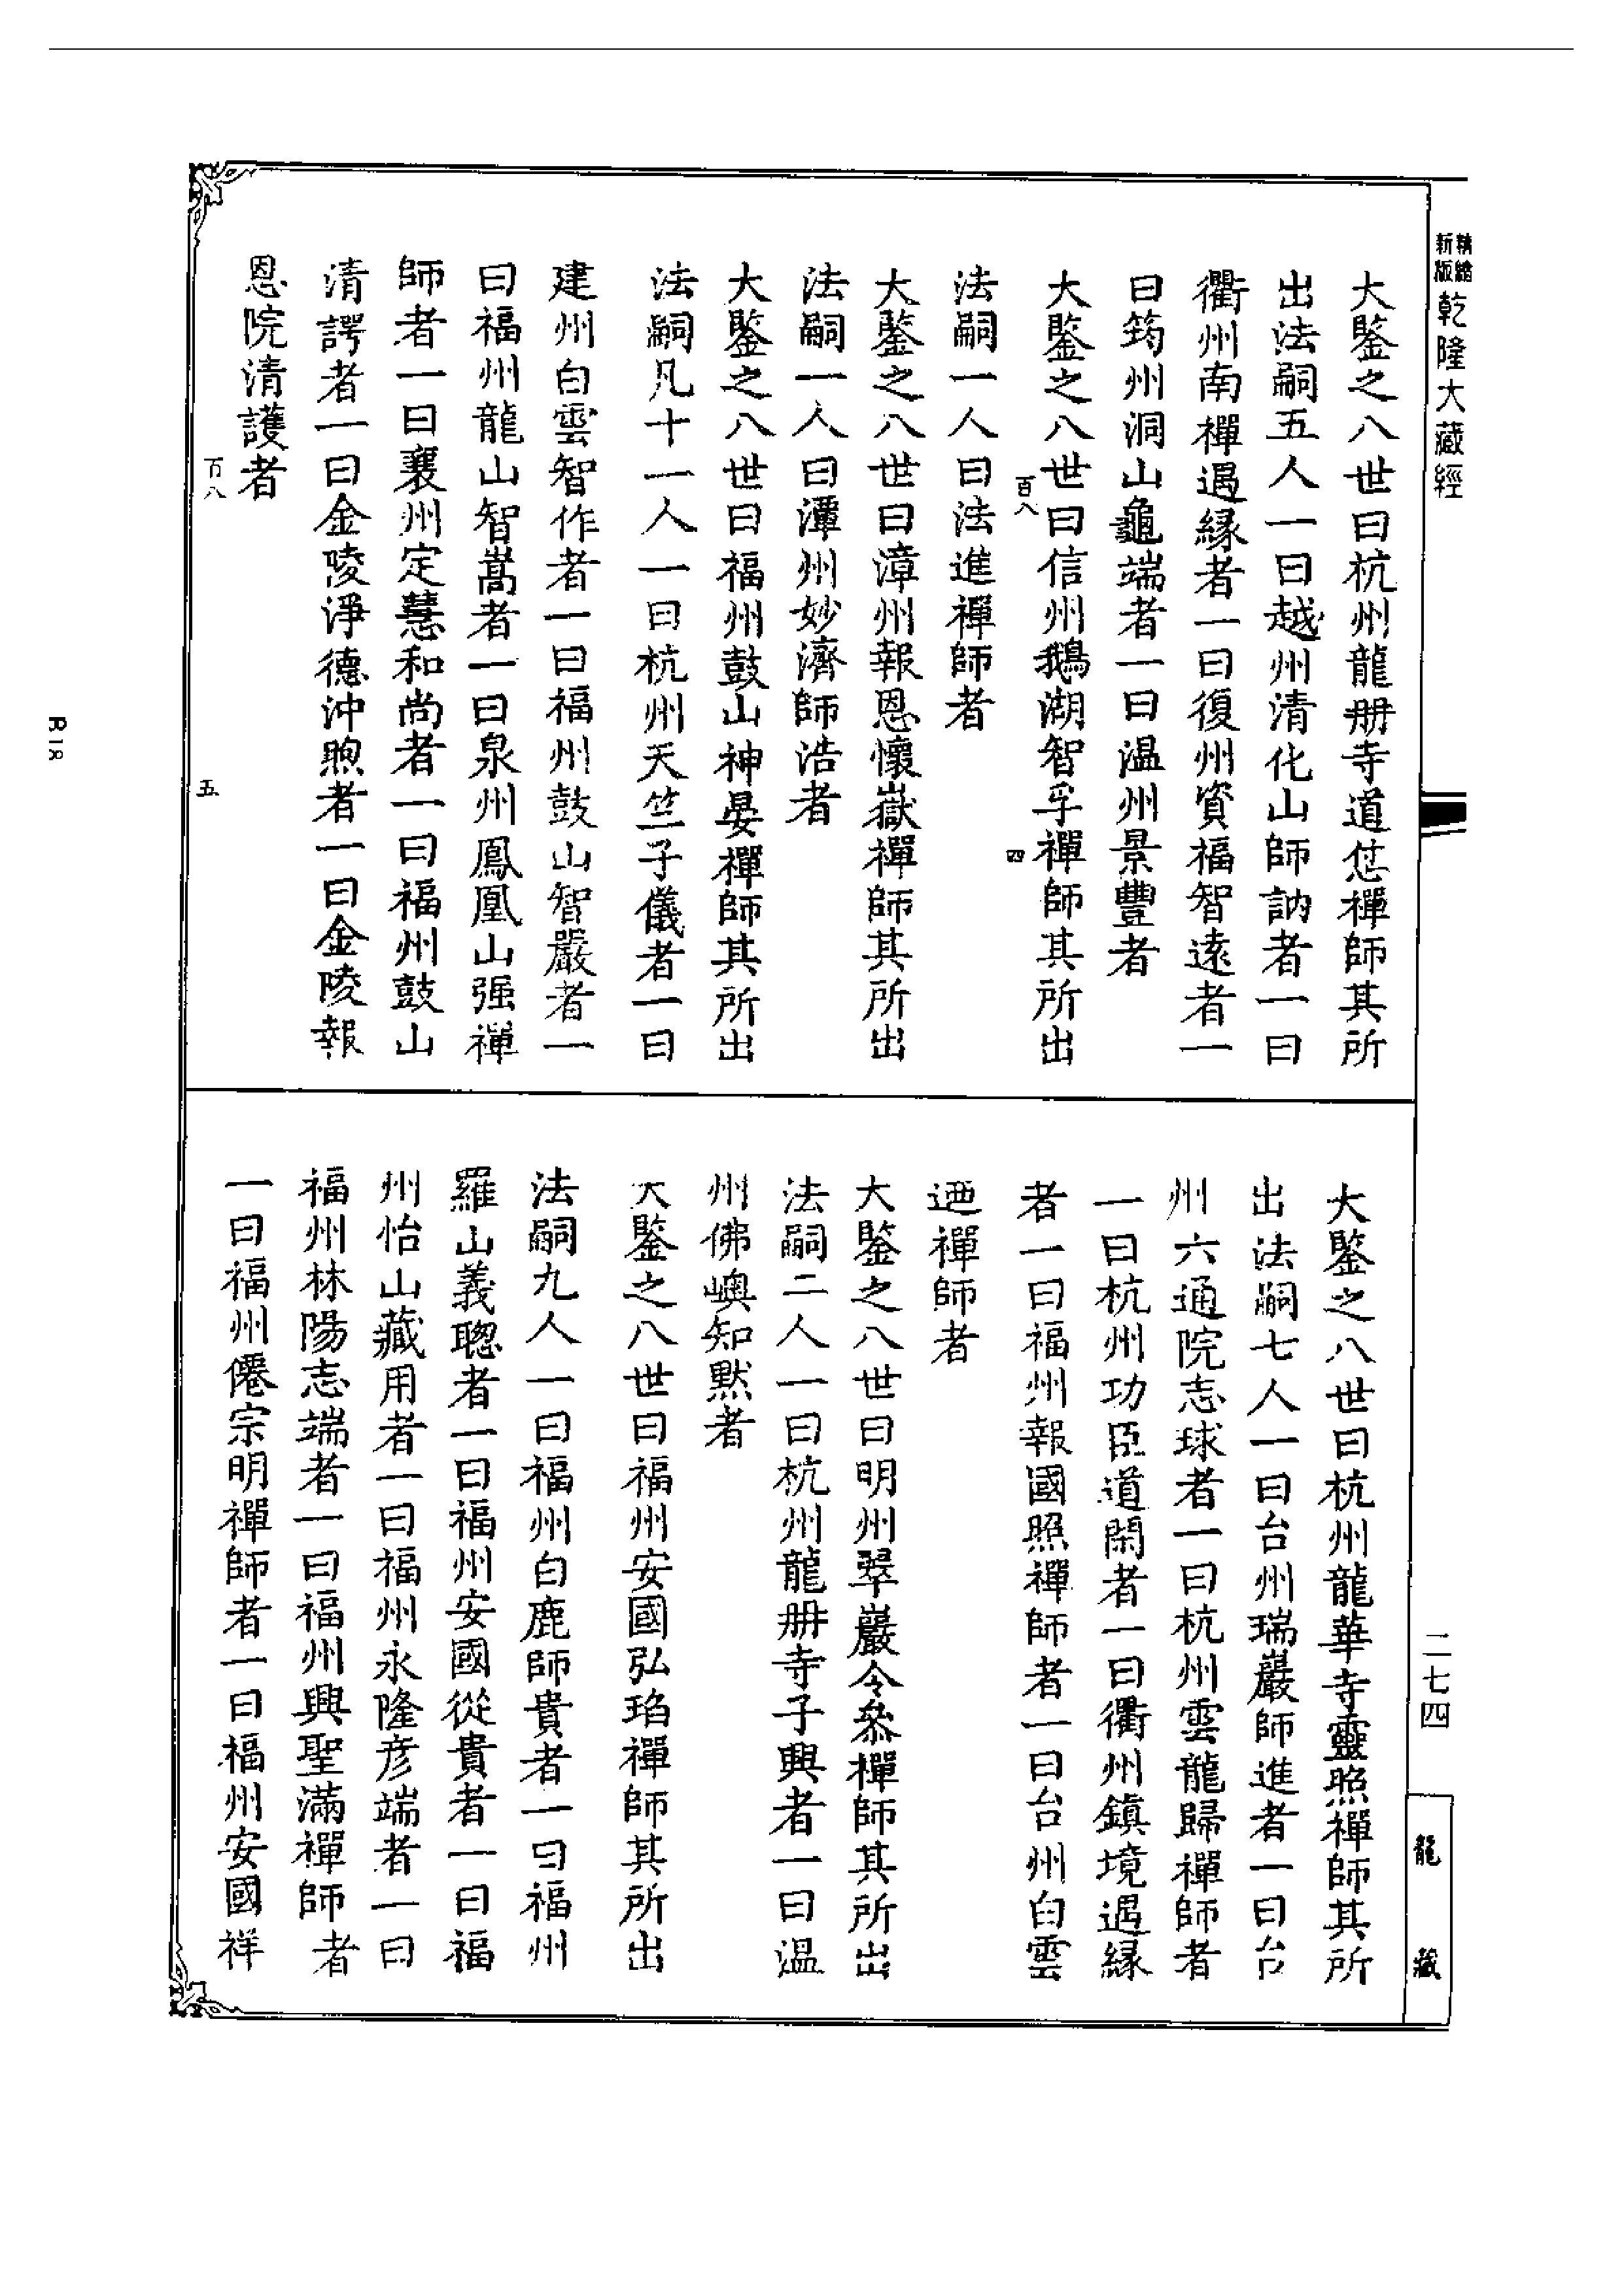 精繪新版乾隆大藏經
大鑒之八世曰杭州龍册寺道怤禪師其所
出法嗣五人一曰越州清化山師訥者一曰
衢州南禪遇緣者一曰復州資福智遠者一
曰筠州洞山龜端者一曰温州景豐者
大鑒之八世曰信州鵝湖智孚禪師其所出
百八
四
法嗣一人曰法進禪師者
大鑒之八世曰漳州報恩懷嶽禪師其所出
法嗣一人曰潭州妙濟師浩者
大鑒之八世曰福州鼓山神晏禪師其所出
法嗣凡十一人一曰杭州天竺子儀者一曰
建州白雲智作者一曰福州鼓山智嚴者一
曰福州龍山智嵩者一曰泉州鳳凰山强禪
師者一曰襄州定慧和尚者一曰福州鼓山
清諤者一曰金陵淨德沖煦者一曰金陵報
恩院清護者
百八
五
大鑒之八世曰杭州龍華寺靈照禪師其所
出法嗣七人一曰台州瑞巖師進者一曰台
州六通院志球者一曰杭州雲龍歸禪師者
一曰杭州功臣道閑者一曰衢州鎮境遇緣
者一曰福州報國照禪師者一曰台州白雲
迺禪師者
大鑒之八世曰明州翠巖令叅禪師其所出
法嗣二人一曰杭州龍册寺子興者一曰温
州佛嶼知默者
大鑒之八世曰福州安國弘瑫禪師其所出
法嗣九人一曰福州白鹿師貴者一曰福州
羅山義聰者一曰福州安國從貴者一曰福
州怡山藏用者一曰福州永隆彦端者一曰
福州林陽志端者一曰福州興聖滿禪師者
一曰福州僊宗明禪師者一曰福州安國祥
二七四
龍藏